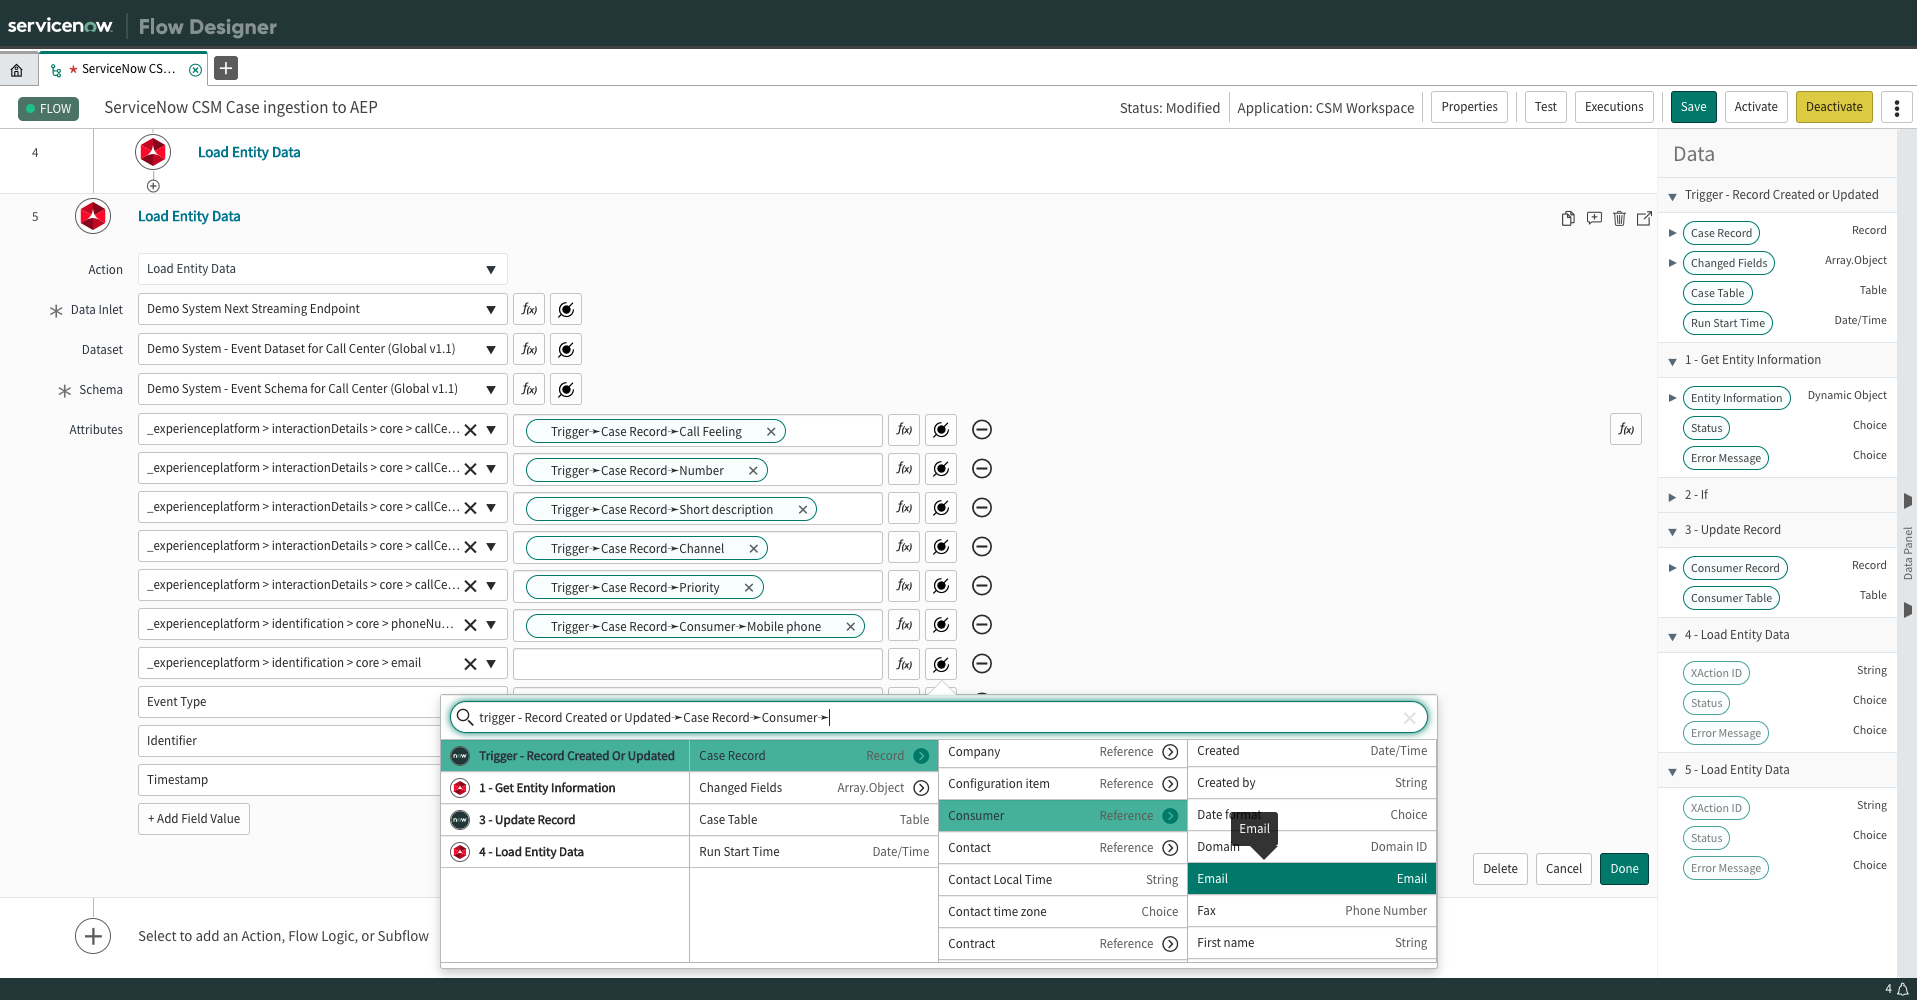 servicenow Flow Designer
* ServiceNow CS...
FLOW ServiceNow CSM Case ingestion to AEP Status: Modified Application: CSM Workspace Properties Test Executions Save Activate Deactivate
4 Load Entity Data
5 Load Entity Data
Action Load Entity Data
Data Inlet Demo System Next Streaming Endpoint f(x)
Dataset Demo System - Event Dataset for Call Center (Global v1.1) f(x)
Schema Demo System - Event Schema for Call Center (Global v1.1) f(x)
Attributes _experienceplatform > interactionDetails > core > callCe... Trigger➛Case Record➛Call Feeling f(x) f(x)
_experienceplatform > interactionDetails > core > callCe... Trigger➛Case Record➛Number f(x)
_experienceplatform > interactionDetails > core > callCe... Trigger➛Case Record➛Short description f(x)
_experienceplatform > interactionDetails > core > callCe... Trigger➛Case Record➛Channel f(x)
_experienceplatform > interactionDetails > core > callCe... Trigger➛Case Record➛Priority f(x)
_experienceplatform > identification > core > phoneNu... Trigger➛Case Record➛Consumer➛Mobile phone f(x)
_experienceplatform > identification > core > email f(x)
Event Type
Identifier
Timestamp
+ Add Field Value
trigger - Record Created or Updated➛Case Record➛Consumer➛
now Trigger - Record Created Or Updated
1 - Get Entity Information
now 3 - Update Record
4 - Load Entity Data
Case Record Record
Changed Fields Array.Object
Case Table Table
Run Start Time Date/Time
Company Reference
Configuration item Reference
Consumer Reference
Contact Reference
Contact Local Time String
Contact time zone Choice
Contract Reference
Created Date/Time
Created by String
Date format Choice
Email
Domain Domain ID
Email Email
Fax Phone Number
First name String
Delete Cancel Done
Select to add an Action, Flow Logic, or Subflow
Data
Trigger - Record Created or Updated
Case Record Record
Changed Fields Array.Object
Case Table Table
Run Start Time Date/Time
1 - Get Entity Information
Entity Information Dynamic Object
Status Choice
Error Message Choice
2 - If
3 - Update Record
Consumer Record Record
Consumer Table Table
4 - Load Entity Data
XAction ID String
Status Choice
Error Message Choice
5 - Load Entity Data
XAction ID String
Status Choice
Error Message Choice
Data Panel
4